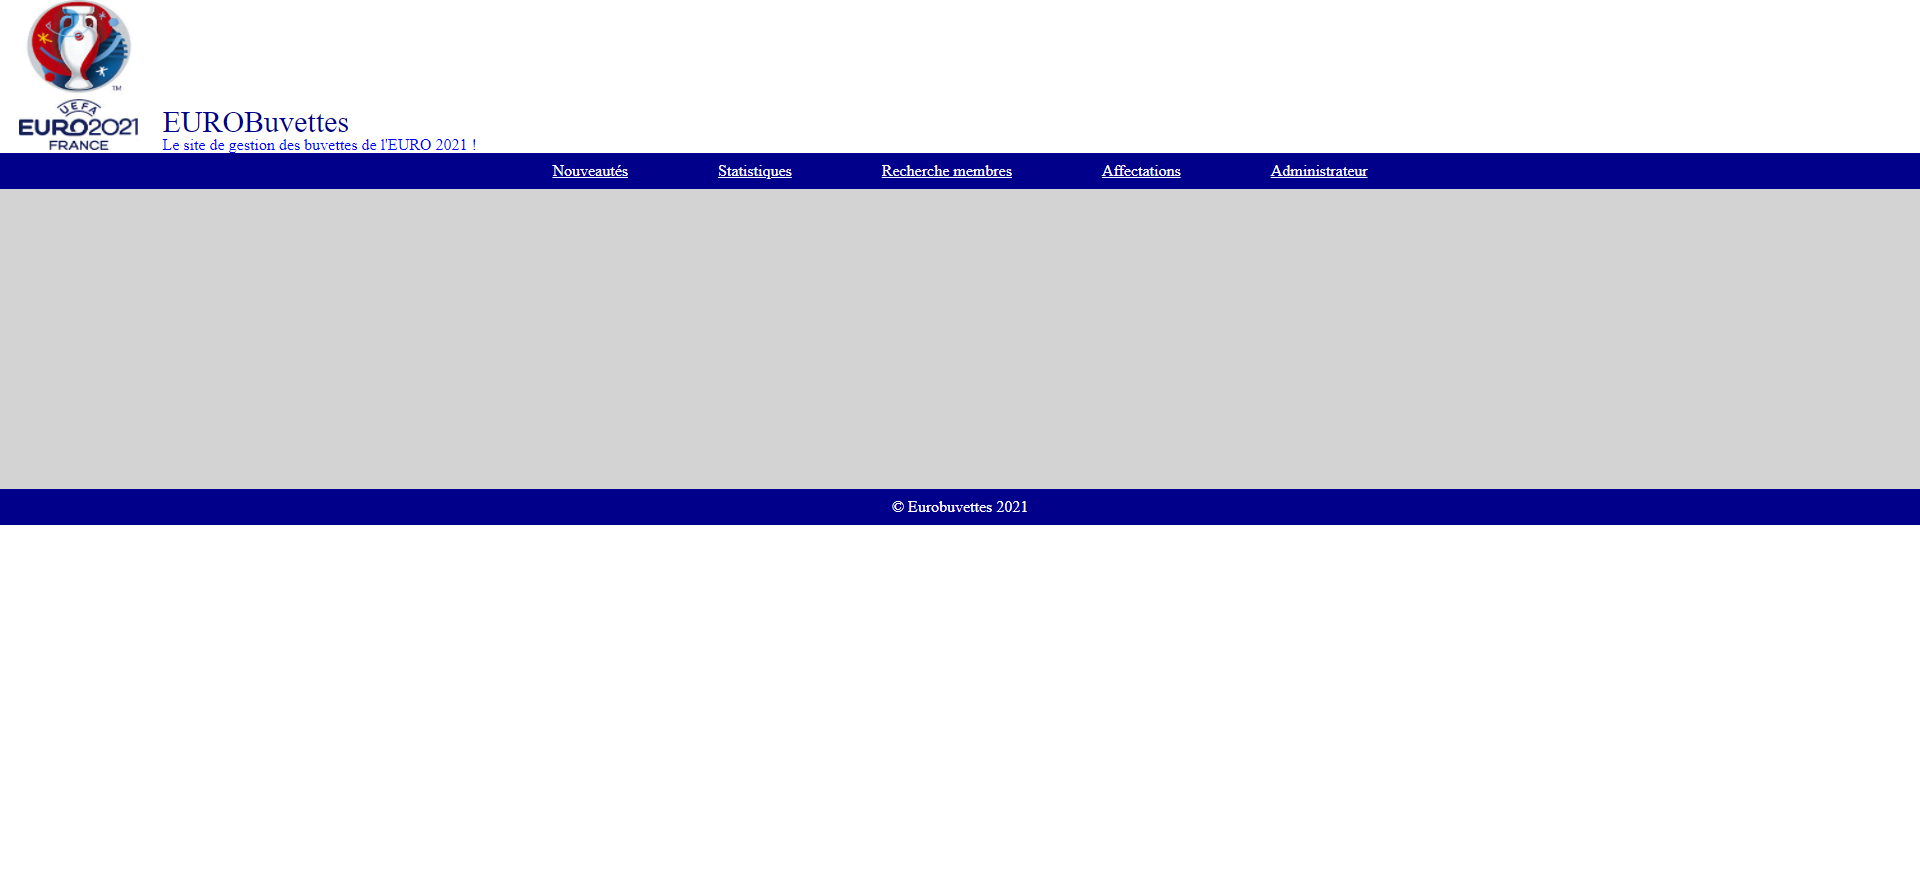 TM
UEFA
EURO2021
FRANCE
EUROBuvettes
Le site de gestion des buvettes de l'EURO 2021 !
Nouveautés Statistiques Recherche membres Affectations Administrateur
© Eurobuvettes 2021